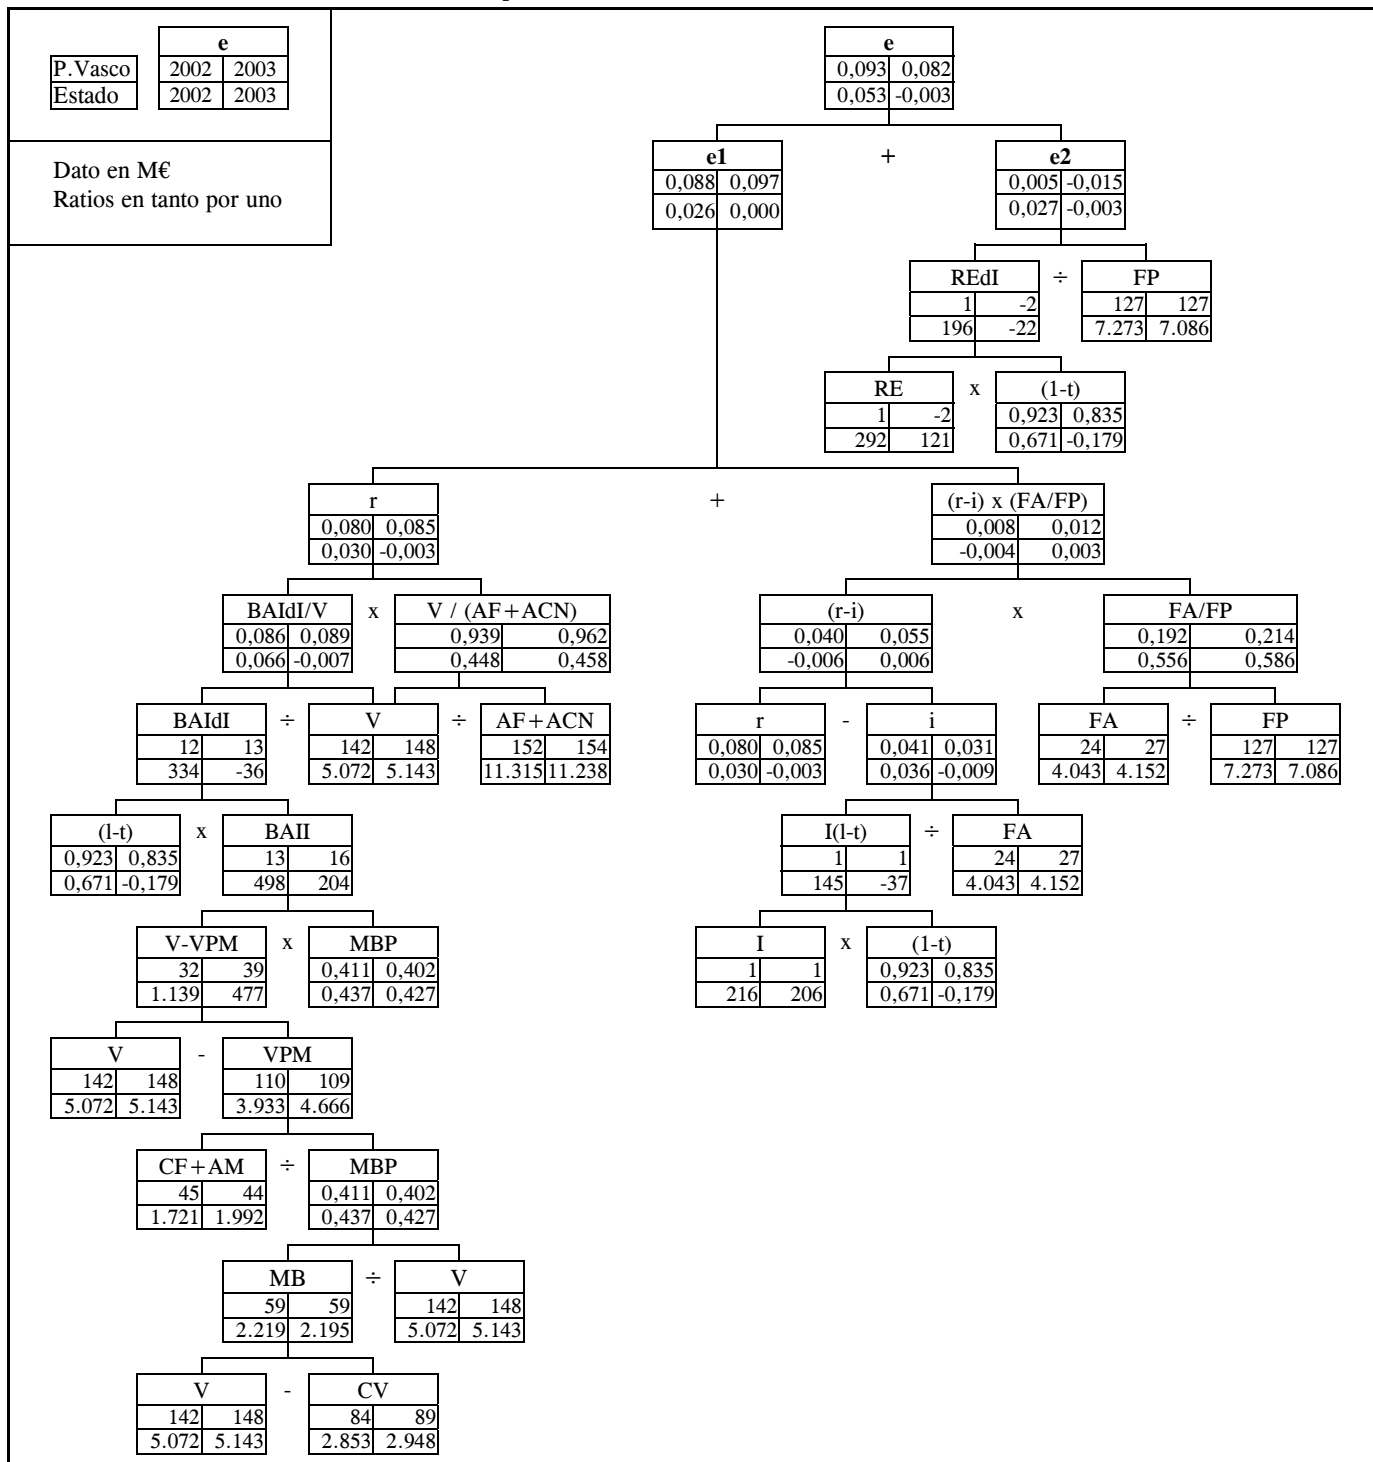 e
P.Vasco 2002 2003
Estado 2002 2003
Dato en M€
Ratios en tanto por uno
e
0,093 0,082
0,053 -0,003
e1 + e2
0,088 0,097 0,005 -0,015
0,026 0,000 0,027 -0,003
REdI ÷ FP
1 -2 127 127
196 -22 7.273 7.086
RE x (1-t)
1 -2 0,923 0,835
292 121 0,671 -0,179
r + (r-i) x (FA/FP)
0,080 0,085 0,008 0,012
0,030 -0,003 -0,004 0,003
BAIdI/V x V / (AF+ACN) (r-i) x FA/FP
0,086 0,089 0,939 0,962 0,040 0,055 0,192 0,214
0,066 -0,007 0,448 0,458 -0,006 0,006 0,556 0,586
BAIdI ÷ V ÷ AF+ACN r - i FA ÷ FP
12 13 142 148 152 154 0,080 0,085 0,041 0,031 24 27 127 127
334 -36 5.072 5.143 11.315 11.238 0,030 -0,003 0,036 -0,009 4.043 4.152 7.273 7.086
(l-t) x BAII I(l-t) ÷ FA
0,923 0,835 13 16 1 1 24 27
0,671 -0,179 498 204 145 -37 4.043 4.152
V-VPM x MBP I x (1-t)
32 39 0,411 0,402 1 1 0,923 0,835
1.139 477 0,437 0,427 216 206 0,671 -0,179
V - VPM
142 148 110 109
5.072 5.143 3.933 4.666
CF+AM ÷ MBP
45 44 0,411 0,402
1.721 1.992 0,437 0,427
MB ÷ V
59 59 142 148
2.219 2.195 5.072 5.143
V - CV
142 148 84 89
5.072 5.143 2.853 2.948